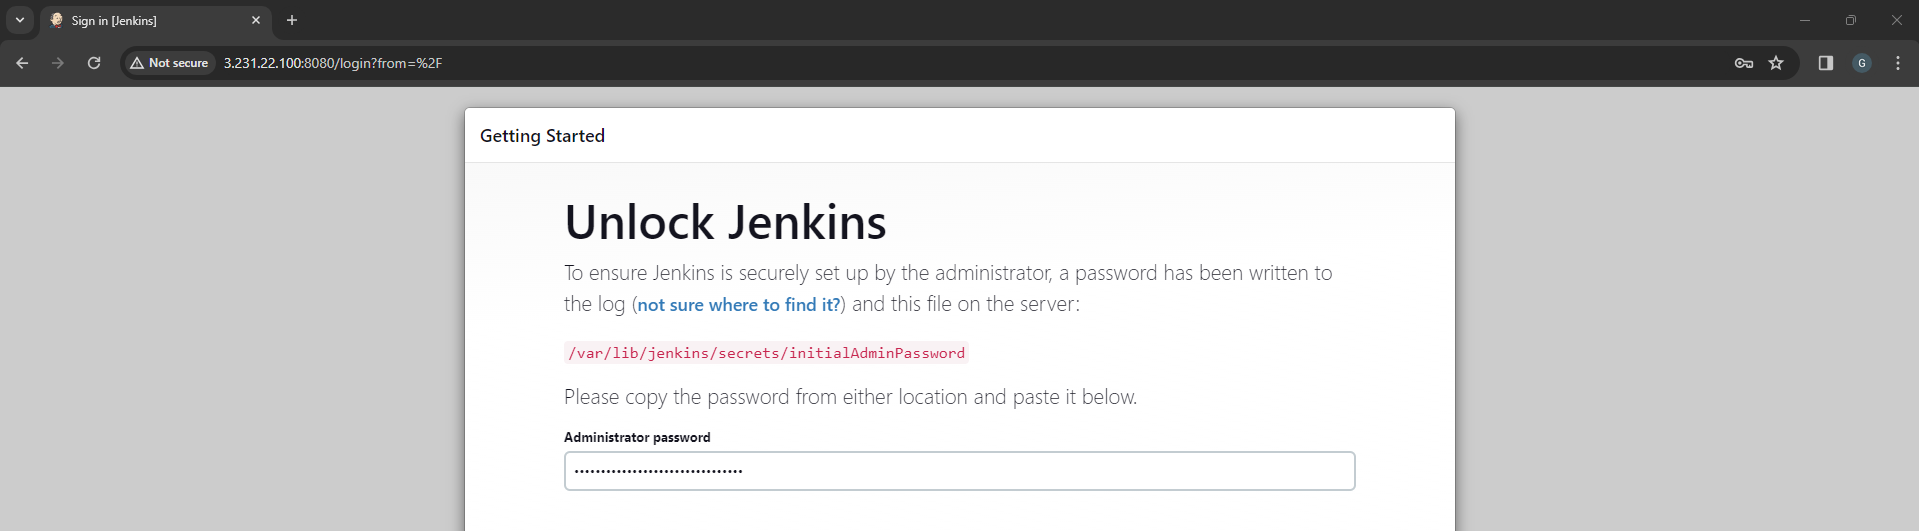 Sign in [Jenkins]
Not secure
3.231.22.100:8080/login?from=%2F
G
Getting Started
Unlock Jenkins
To ensure Jenkins is securely set up by the administrator, a password has been written to
the log (not sure where to find it?) and this file on the server:
/var/lib/jenkins/secrets/initialAdminPassword
Please copy the password from either location and paste it below.
Administrator password